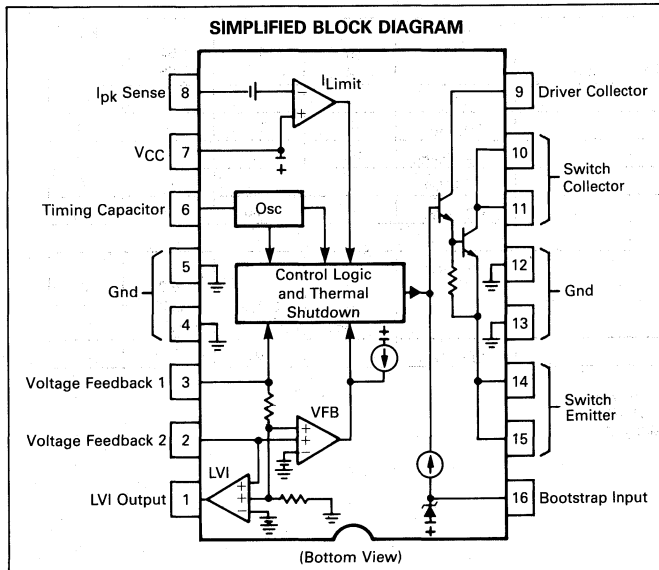 SIMPLIFIED BLOCK DIAGRAM
Ipk Sense 8
ILimit
9 Driver Collector
VCC 7
10
Switch
Collector
11
Timing Capacitor 6
Osc
5
Gnd
4
Control Logic
and Thermal
Shutdown
12
Gnd
13
Voltage Feedback 1 3
14
Switch
Emitter
15
Voltage Feedback 2 2
VFB
LVI
LVI Output 1
16 Bootstrap Input
(Bottom View)